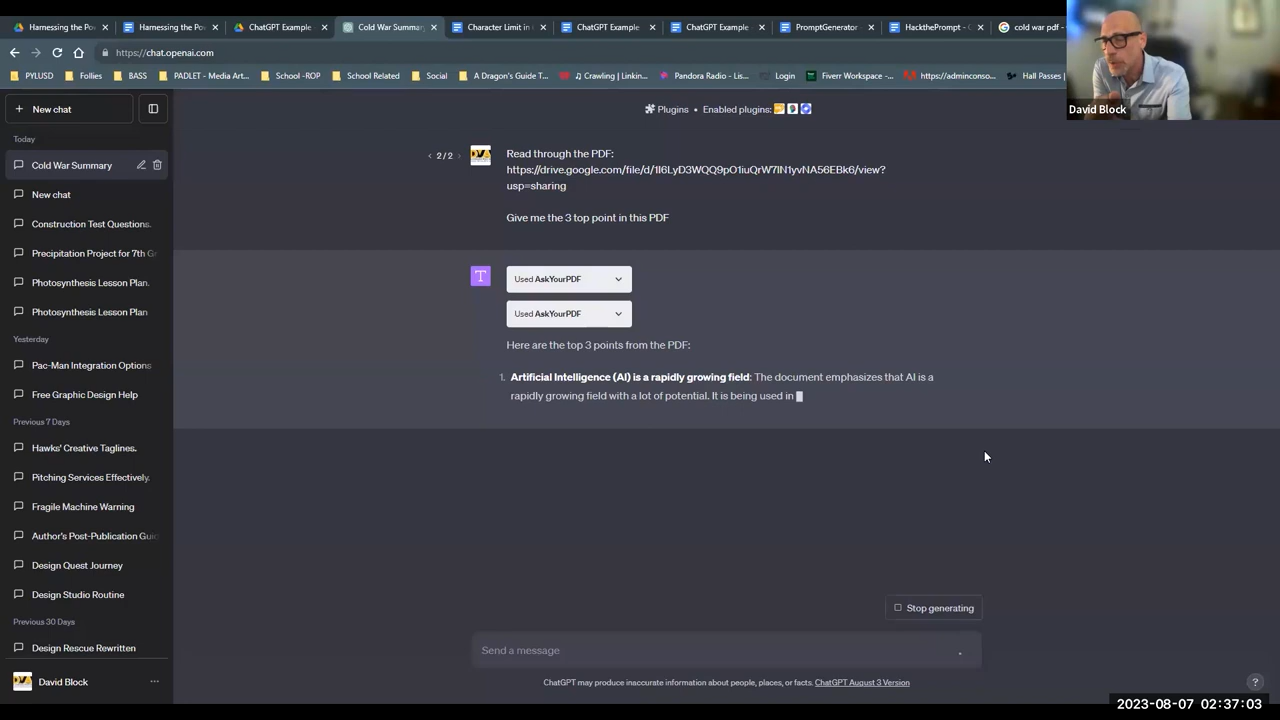 Harnessing the Pow
Harnessing the Pow
ChatGPT Example
Cold War Summary
Character Limit in
ChatGPT Example
ChatGPT Example
PromptGenerator
HackthePrompt - G
cold war pdf -
https://chat.openai.com
PYLUSD
Follies
BASS
PADLET - Media Art...
School -ROP
School Related
Social
A Dragon's Guide T...
Crawling | Linkin...
Pandora Radio - Lis...
Login
Fiverr Workspace -...
https://adminconso...
Hall Passes |
David Block
New chat
Plugins • Enabled plugins:
Today
Cold War Summary
New chat
Construction Test Questions.
Precipitation Project for 7th Gr
Photosynthesis Lesson Plan.
Photosynthesis Lesson Plan
Yesterday
Pac-Man Integration Options
Free Graphic Design Help
Previous 7 Days
Hawks' Creative Taglines.
Pitching Services Effectively.
Fragile Machine Warning
Author's Post-Publication Guid
Design Quest Journey
Design Studio Routine
Previous 30 Days
Design Rescue Rewritten
David Block
< 2/2 >
Read through the PDF:
https://drive.google.com/file/d/1I6LyD3WQQ9pO1iuQrW7IN1yvNA56EBk6/view?
usp=sharing
Give me the 3 top point in this PDF
T
Used AskYourPDF
Used AskYourPDF
Here are the top 3 points from the PDF:
1. Artificial Intelligence (AI) is a rapidly growing field: The document emphasizes that AI is a
rapidly growing field with a lot of potential. It is being used in
Stop generating
Send a message
ChatGPT may produce inaccurate information about people, places, or facts. ChatGPT August 3 Version
?
2023-08-07 02:37:03